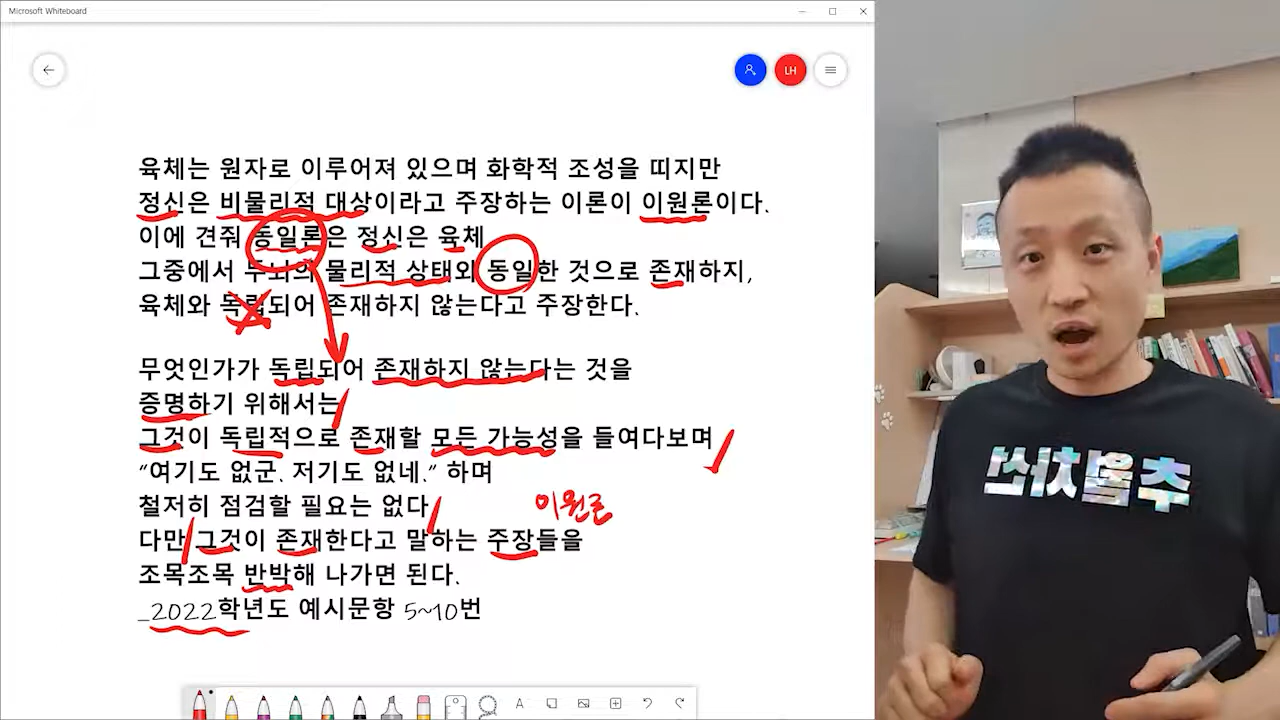 Microsoft Whiteboard
LH
육체는 원자로 이루어져 있으며 화학적 조성을 띠지만
정신은 비물리적 대상이라고 주장하는 이론이 이원론이다.
이에 견줘 동일론은 정신은 육체
그중에서 두뇌의 물리적 상태와 동일한 것으로 존재하지,
육체와 독립되어 존재하지 않는다고 주장한다.
무엇인가가 독립되어 존재하지 않는다는 것을
증명하기 위해서는
그것이 독립적으로 존재할 모든 가능성을 들여다보며
“여기도 없군. 저기도 없네.” 하며
철저히 점검할 필요는 없다
이원론
다만 그것이 존재한다고 말하는 주장들을
조목조목 반박해 나가면 된다.
_2022학년도 예시문항 5~10번
A